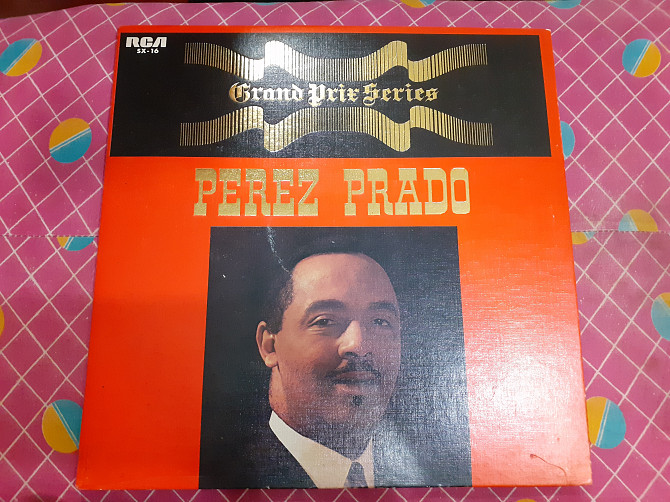 RCA
SX-16
Grand Prix Series
PEREZ PRADO